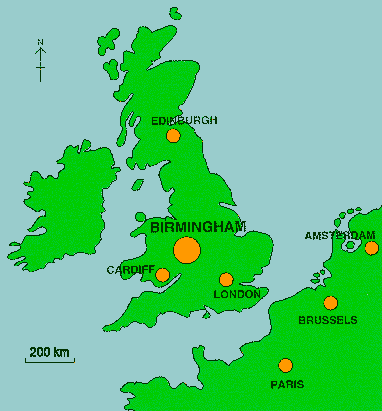 N
EDINBURGH
BIRMINGHAM
AMSTERDAM
CARDIFF
LONDON
BRUSSELS
200 km
PARIS